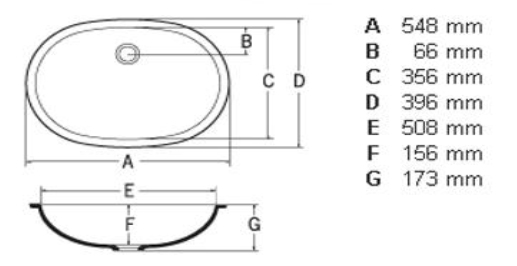 A 548 mm
B 66 mm
C 356 mm
D 396 mm
E 508 mm
F 156 mm
G 173 mm
B
C
D
A
E
F
G